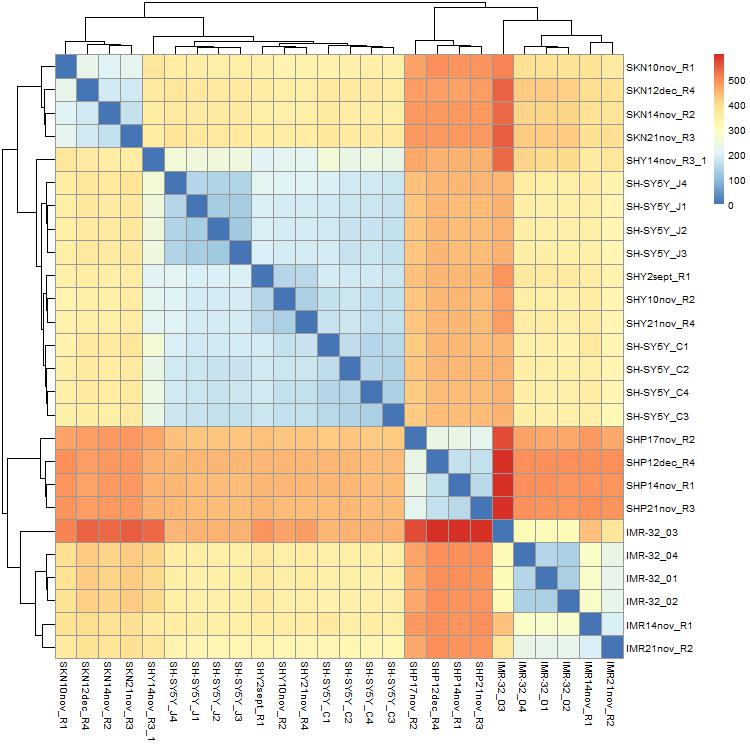 SKN10nov_R1
SKN12dec_R4
SKN14nov_R2
SKN21nov_R3
SHY14nov_R3_1
SH-SY5Y_J4
SH-SY5Y_J1
SH-SY5Y_J2
SH-SY5Y_J3
SHY2sept_R1
SHY10nov_R2
SHY21nov_R4
SH-SY5Y_C1
SH-SY5Y_C2
SH-SY5Y_C4
SH-SY5Y_C3
SHP17nov_R2
SHP12dec_R4
SHP14nov_R1
SHP21nov_R3
IMR-32_03
IMR-32_04
IMR-32_01
IMR-32_02
IMR14nov_R1
IMR21nov_R2
500
400
300
200
100
0
SKN10nov_R1
SKN12dec_R4
SKN14nov_R2
SKN21nov_R3
SHY14nov_R3_1
SH-SY5Y_J4
SH-SY5Y_J1
SH-SY5Y_J2
SH-SY5Y_J3
SHY2sept_R1
SHY10nov_R2
SHY21nov_R4
SH-SY5Y_C1
SH-SY5Y_C2
SH-SY5Y_C4
SH-SY5Y_C3
SHP17nov_R2
SHP12dec_R4
SHP14nov_R1
SHP21nov_R3
IMR-32_03
IMR-32_04
IMR-32_01
IMR-32_02
IMR14nov_R1
IMR21nov_R2